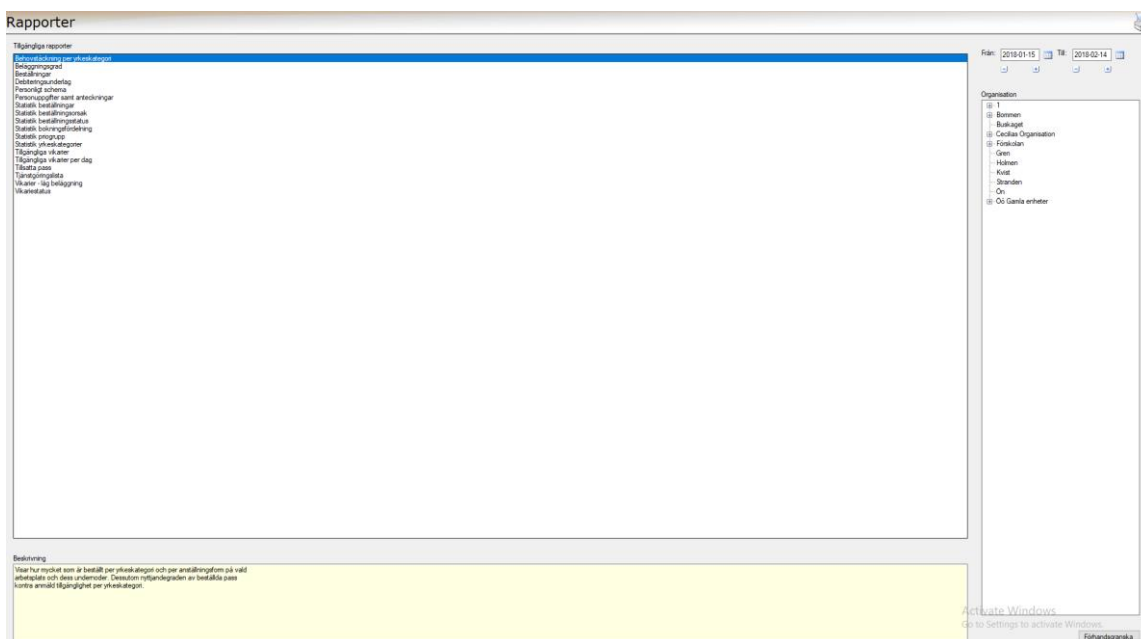 Rapporter
Tillgängliga rapporter
Behovstäckning per yrkeskategori
Beläggningsgrad
Beställningar
Debiteringsunderlag
Personligt schema
Personuppgifter samt anteckningar
Statistik beställningar
Statistik beställningsorsak
Statistik beställningsstatus
Statistik bokningsfördelning
Statistik priogrupp
Statistik yrkeskategorier
Tillgängliga vikarier
Tillgängliga vikarier per dag
Tillsatta pass
Tjänstgöringslista
Vikarier - låg beläggning
Vikariestatus
Från: 2018-01-15 Till: 2018-02-14
- + - +
Organisation
1
Bommen
Buskaget
Cecilias Organisation
Förskolan
Gren
Holmen
Kvist
Stranden
Ön
Öö Gamla enheter
Beskrivning
Visar hur mycket som är beställt per yrkeskategori och per anställningsform på vald
arbetsplats och dess undernoder. Dessutom nyttjandegraden av beställda pass
kontra anmäld tillgänglighet per yrkeskategori.
Activate Windows
Go to Settings to activate Windows.
Förhandsgranska